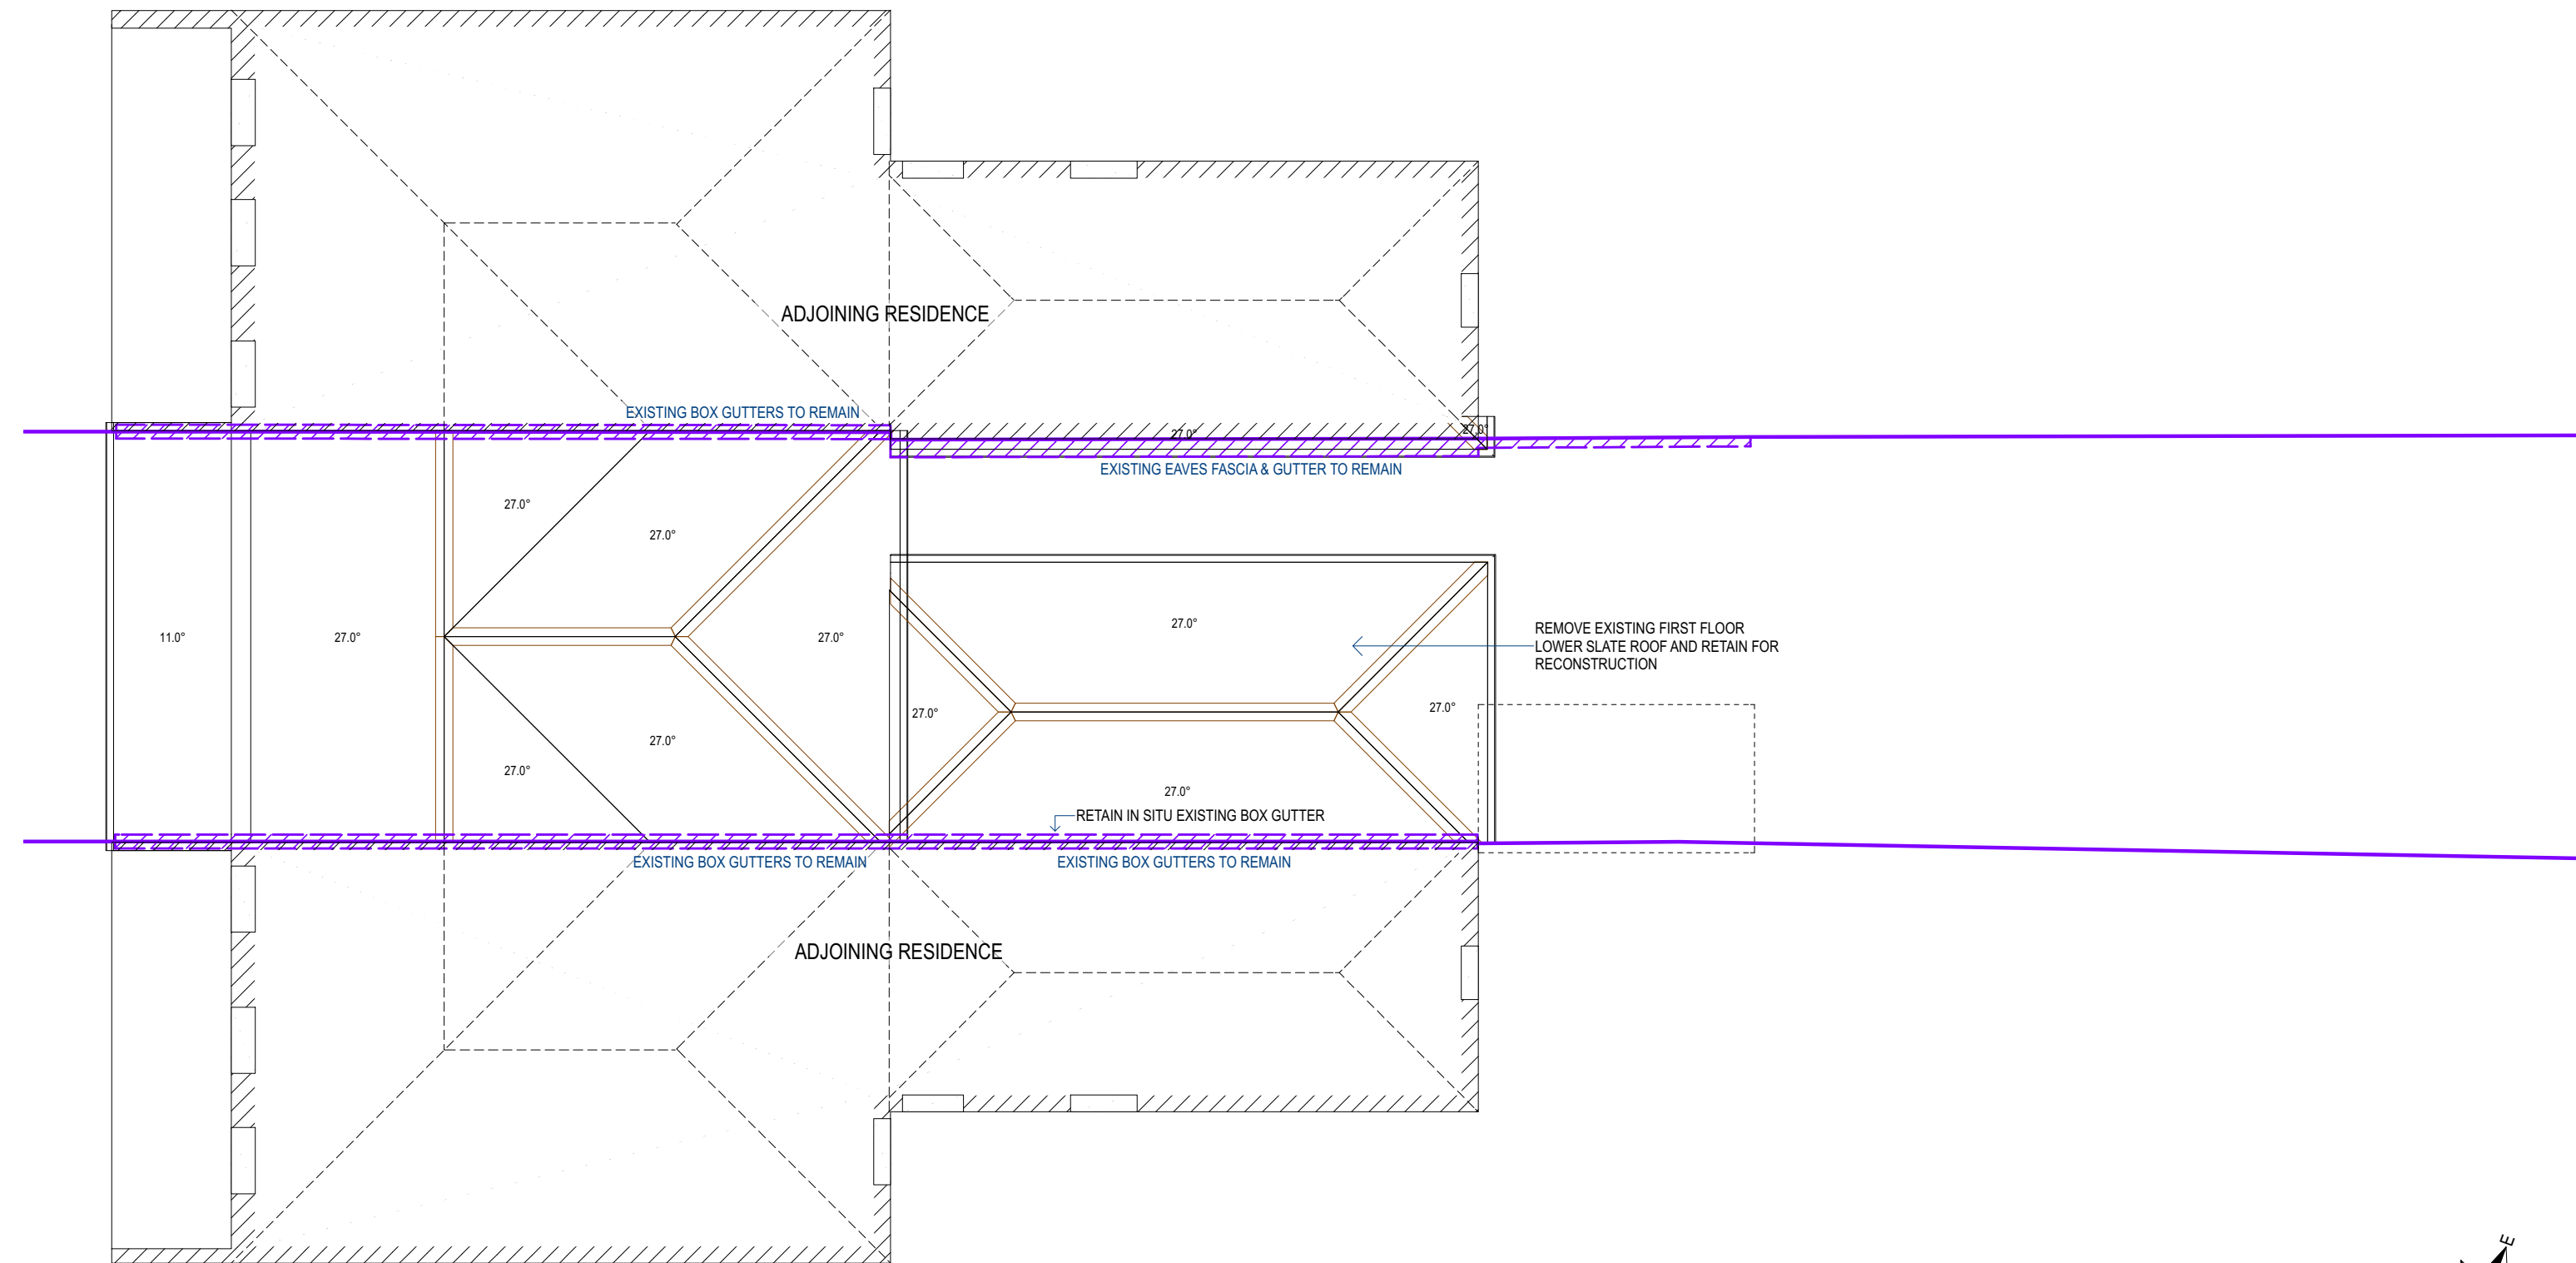 ADJOINING RESIDENCE
EXISTING BOX GUTTERS TO REMAIN
27.0°
27.0°
EXISTING EAVES FASCIA & GUTTER TO REMAIN
27.0°
27.0°
11.0°
27.0°
27.0°
27.0°
REMOVE EXISTING FIRST FLOOR
LOWER SLATE ROOF AND RETAIN FOR
RECONSTRUCTION
27.0°
27.0°
27.0°
27.0°
27.0°
RETAIN IN SITU EXISTING BOX GUTTER
EXISTING BOX GUTTERS TO REMAIN
EXISTING BOX GUTTERS TO REMAIN
ADJOINING RESIDENCE
E